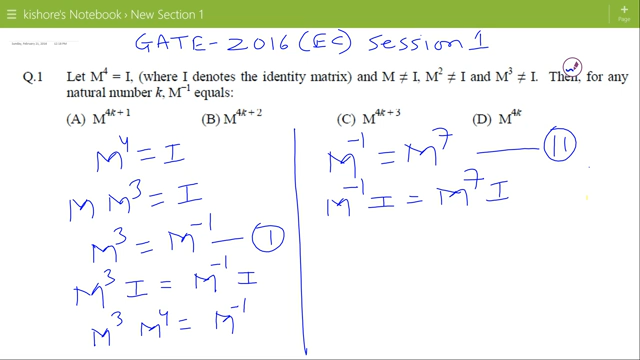 kishore's Notebook › New Section 1
Page
GATE-2016 (EC) Session 1
Q.1 Let M⁴ = I, (where I denotes the identity matrix) and M ≠ I, M² ≠ I and M³ ≠ I. Then, for any
natural number k, M⁻¹ equals:
(A) M⁴ᵏ⁺¹ (B) M⁴ᵏ⁺² (C) M⁴ᵏ⁺³ (D) M⁴ᵏ
M⁴ = I
M M³ = I
M³ = M⁻¹ — ①
M³ I = M⁻¹ I
M³ M⁴ = M⁻¹
M⁻¹ = M⁷ — ⑪
M⁻¹ I = M⁷ I